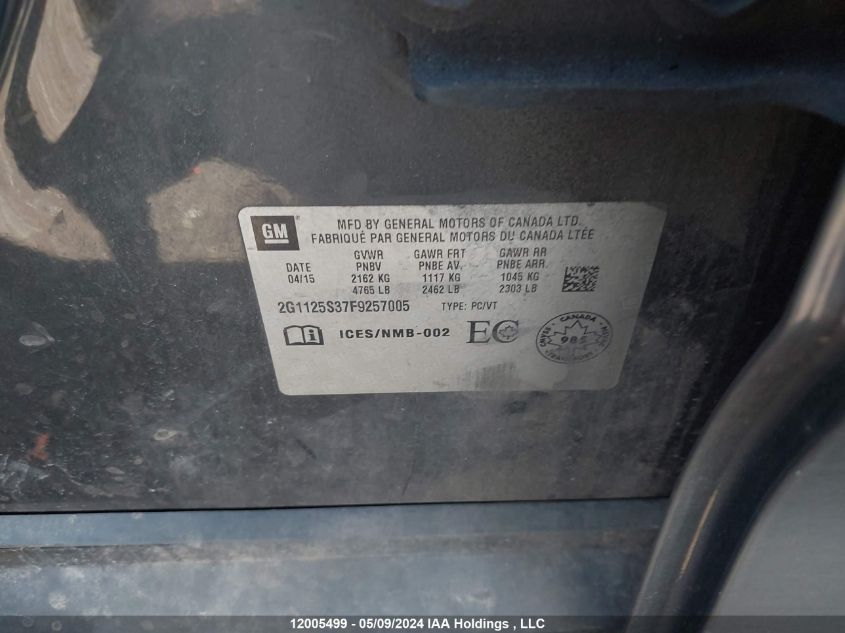 GM
MFD BY GENERAL MOTORS OF CANADA LTD.
FABRIQUÉ PAR GENERAL MOTORS DU CANADA LTÉE
DATE GVWR PNBV GAWR FRT PNBE AV. GAWR RR PNBE ARR.
04/15 2162 KG 1117 KG 1045 KG
4765 LB 2462 LB 2303 LB
2G1125S37F9257005 TYPE: PC/VT
i ICES/NMB-002 EC
CANADA
985
TRANSPORT
12005499 - 05/09/2024 IAA Holdings , LLC